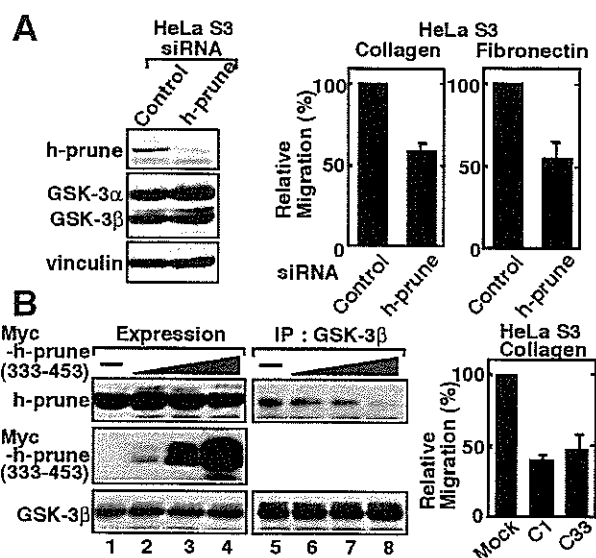 A
HeLa S3
siRNA
Control
h-prune
h-prune
GSK-3α
GSK-3β
vinculin
HeLa S3
Collagen
Fibronectin
Relative
Migration (%)
100
50
0
100
50
0
siRNA
Control
h-prune
Control
h-prune
B
Myc
-h-prune
(333-453)
Expression
IP : GSK-3β
h-prune
Myc
-h-prune
(333-453)
GSK-3β
1 2 3 4 5 6 7 8
HeLa S3
Collagen
Relative
Migration (%)
100
50
0
Mock
C1
C33